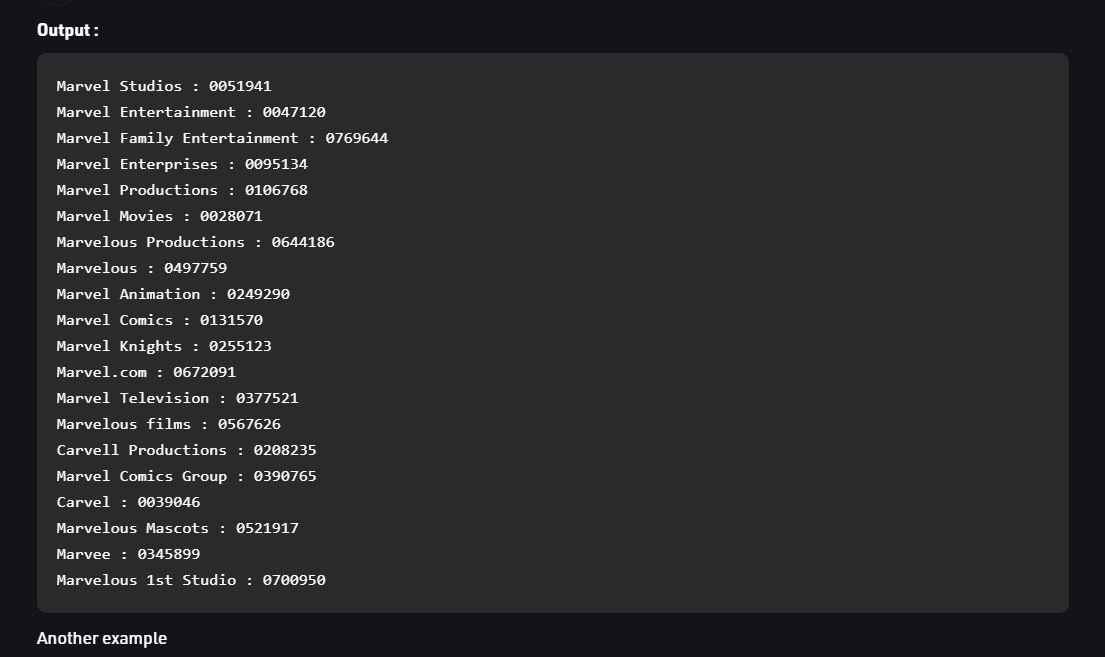 Output :
Marvel Studios : 0051941
Marvel Entertainment : 0047120
Marvel Family Entertainment : 0769644
Marvel Enterprises : 0095134
Marvel Productions : 0106768
Marvel Movies : 0028071
Marvelous Productions : 0644186
Marvelous : 0497759
Marvel Animation : 0249290
Marvel Comics : 0131570
Marvel Knights : 0255123
Marvel.com : 0672091
Marvel Television : 0377521
Marvelous films : 0567626
Carvell Productions : 0208235
Marvel Comics Group : 0390765
Carvel : 0039046
Marvelous Mascots : 0521917
Marvee : 0345899
Marvelous 1st Studio : 0700950
Another example